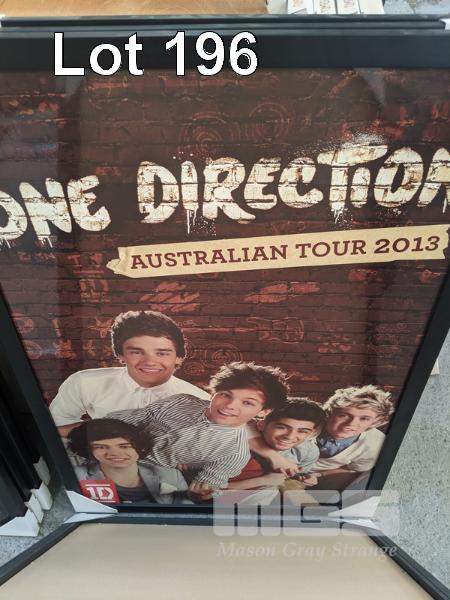 Lot 196
ONE DIRECTION
AUSTRALIAN TOUR 2013
1D
MGS
Mason Gray Strange